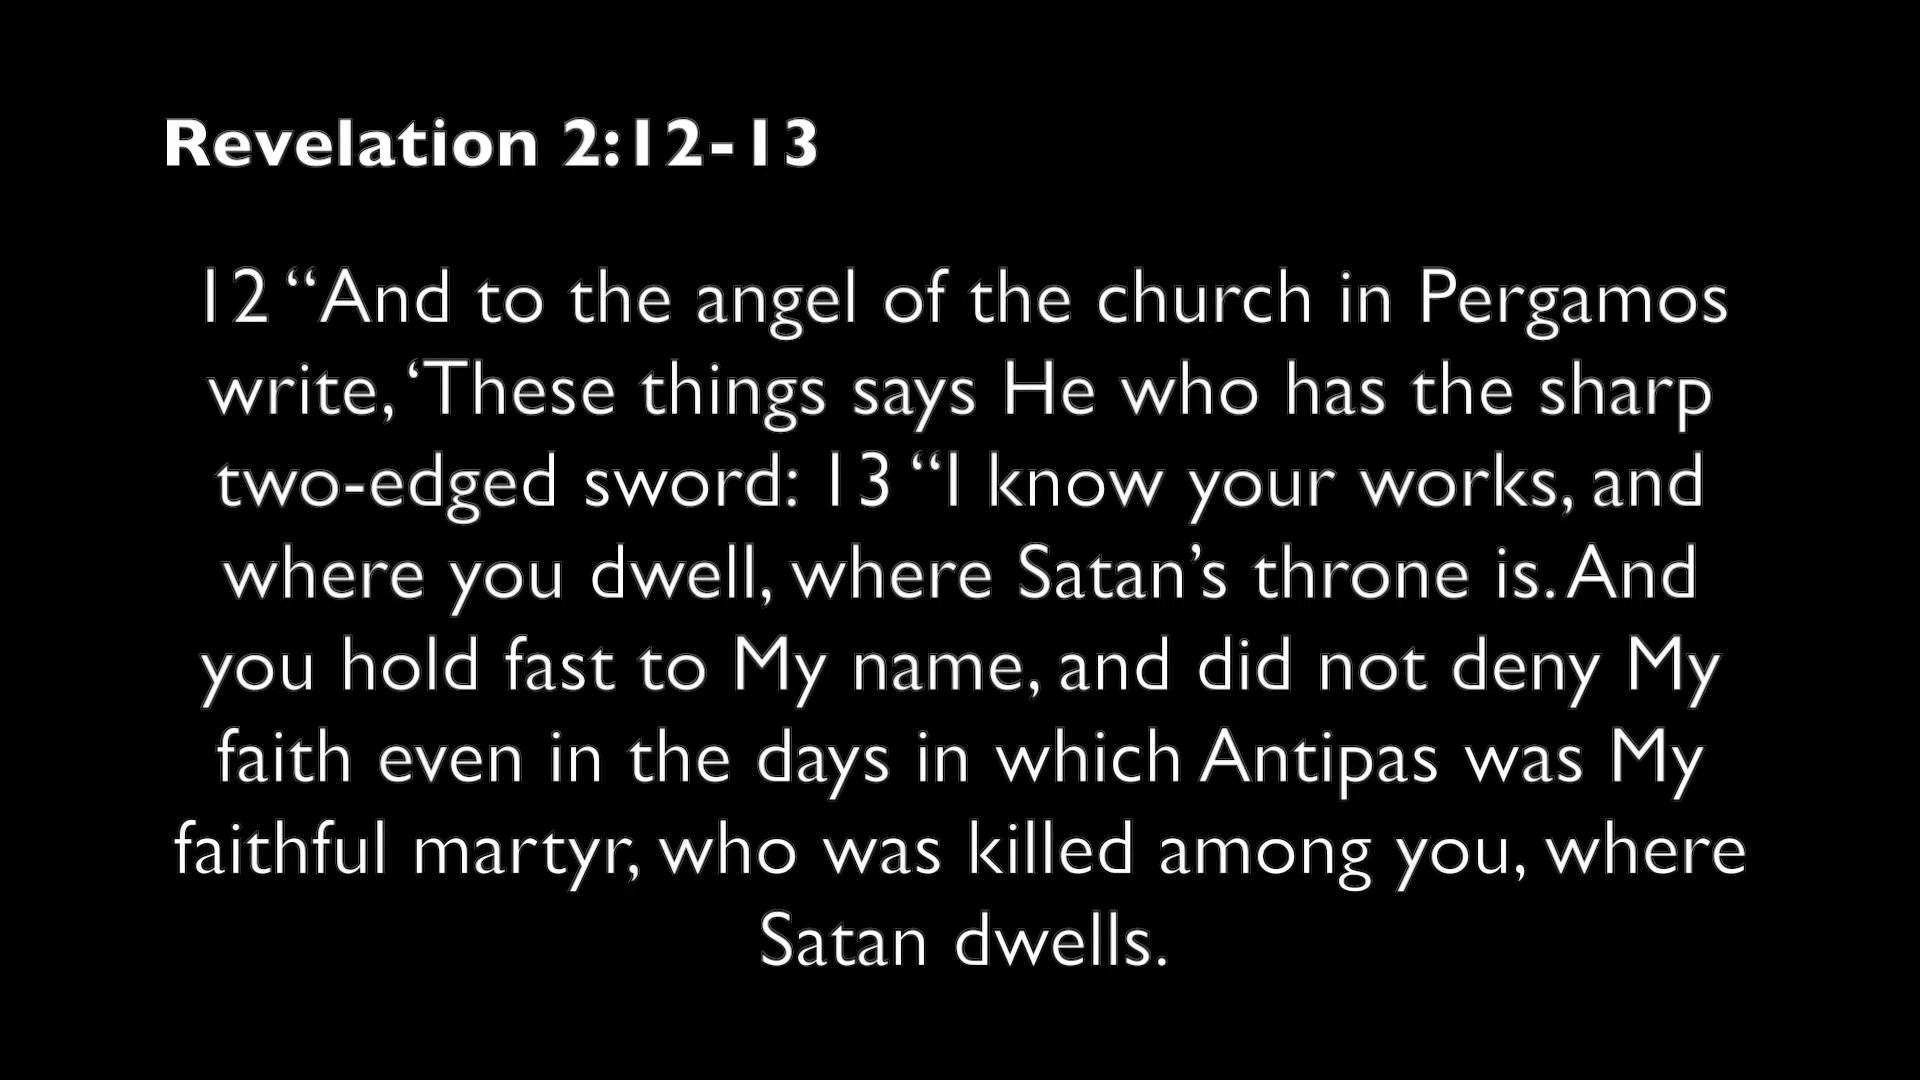 Revelation 2:12-13
12 “And to the angel of the church in Pergamos
write, ‘These things says He who has the sharp
two-edged sword: 13 “I know your works, and
where you dwell, where Satan’s throne is. And
you hold fast to My name, and did not deny My
faith even in the days in which Antipas was My
faithful martyr, who was killed among you, where
Satan dwells.